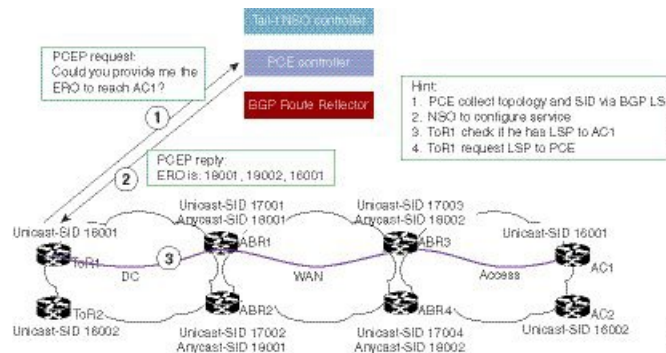 Tail-f NSO controller
PCEP request:
Could you provide me the
ERO to reach AC1?
PCE controller
BGP Route Reflector
1
Hint:
1. PCE collect topology and SID via BGP LS
2. NSO to configure service
3. ToR1 check if he has LSP to AC1
4. ToR1 request LSP to PCE
2
PCEP reply:
ERO is: 18001, 18002, 16001
Unicast-SID 17001
Anycast-SID 18001
Unicast-SID 17003
Anycast-SID 18002
Unicast-SID 16001
Unicast-SID 16001
ToR1
3
ABR1
ABR3
AC1
DC
WAN
Access
ToR2
ABR2
ABR4
AC2
Unicast-SID 16002
Unicast-SID 17002
Anycast-SID 18001
Unicast-SID 17004
Anycast-SID 18002
Unicast-SID 16002